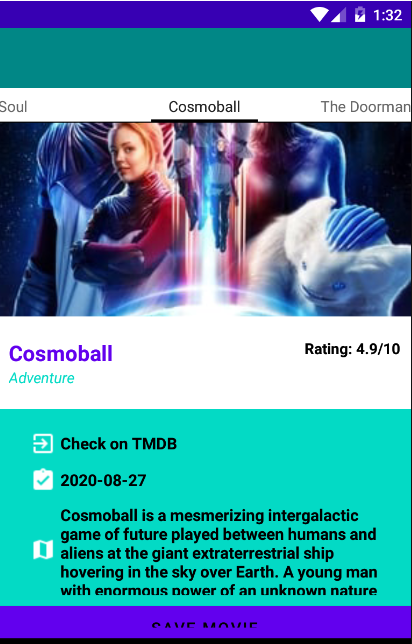 1:32
Soul Cosmoball The Doorman
Cosmoball
Rating: 4.9/10
Adventure
Check on TMDB
2020-08-27
Cosmoball is a mesmerizing intergalactic
game of future played between humans and
aliens at the giant extraterrestrial ship
hovering in the sky over Earth. A young man
with enormous power of an unknown nature
SAVE MOVIE